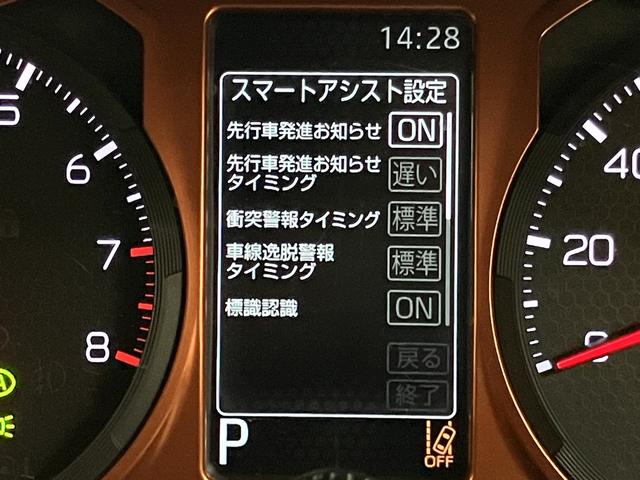 14:28
スマートアシスト設定
先行車発進お知らせ ON
先行車発進お知らせ
タイミング 遅い
衝突警報タイミング 標準
車線逸脱警報
タイミング 標準
標識認識 ON
戻る
終了
P
OFF
5
6
7
8
A
40
20
0